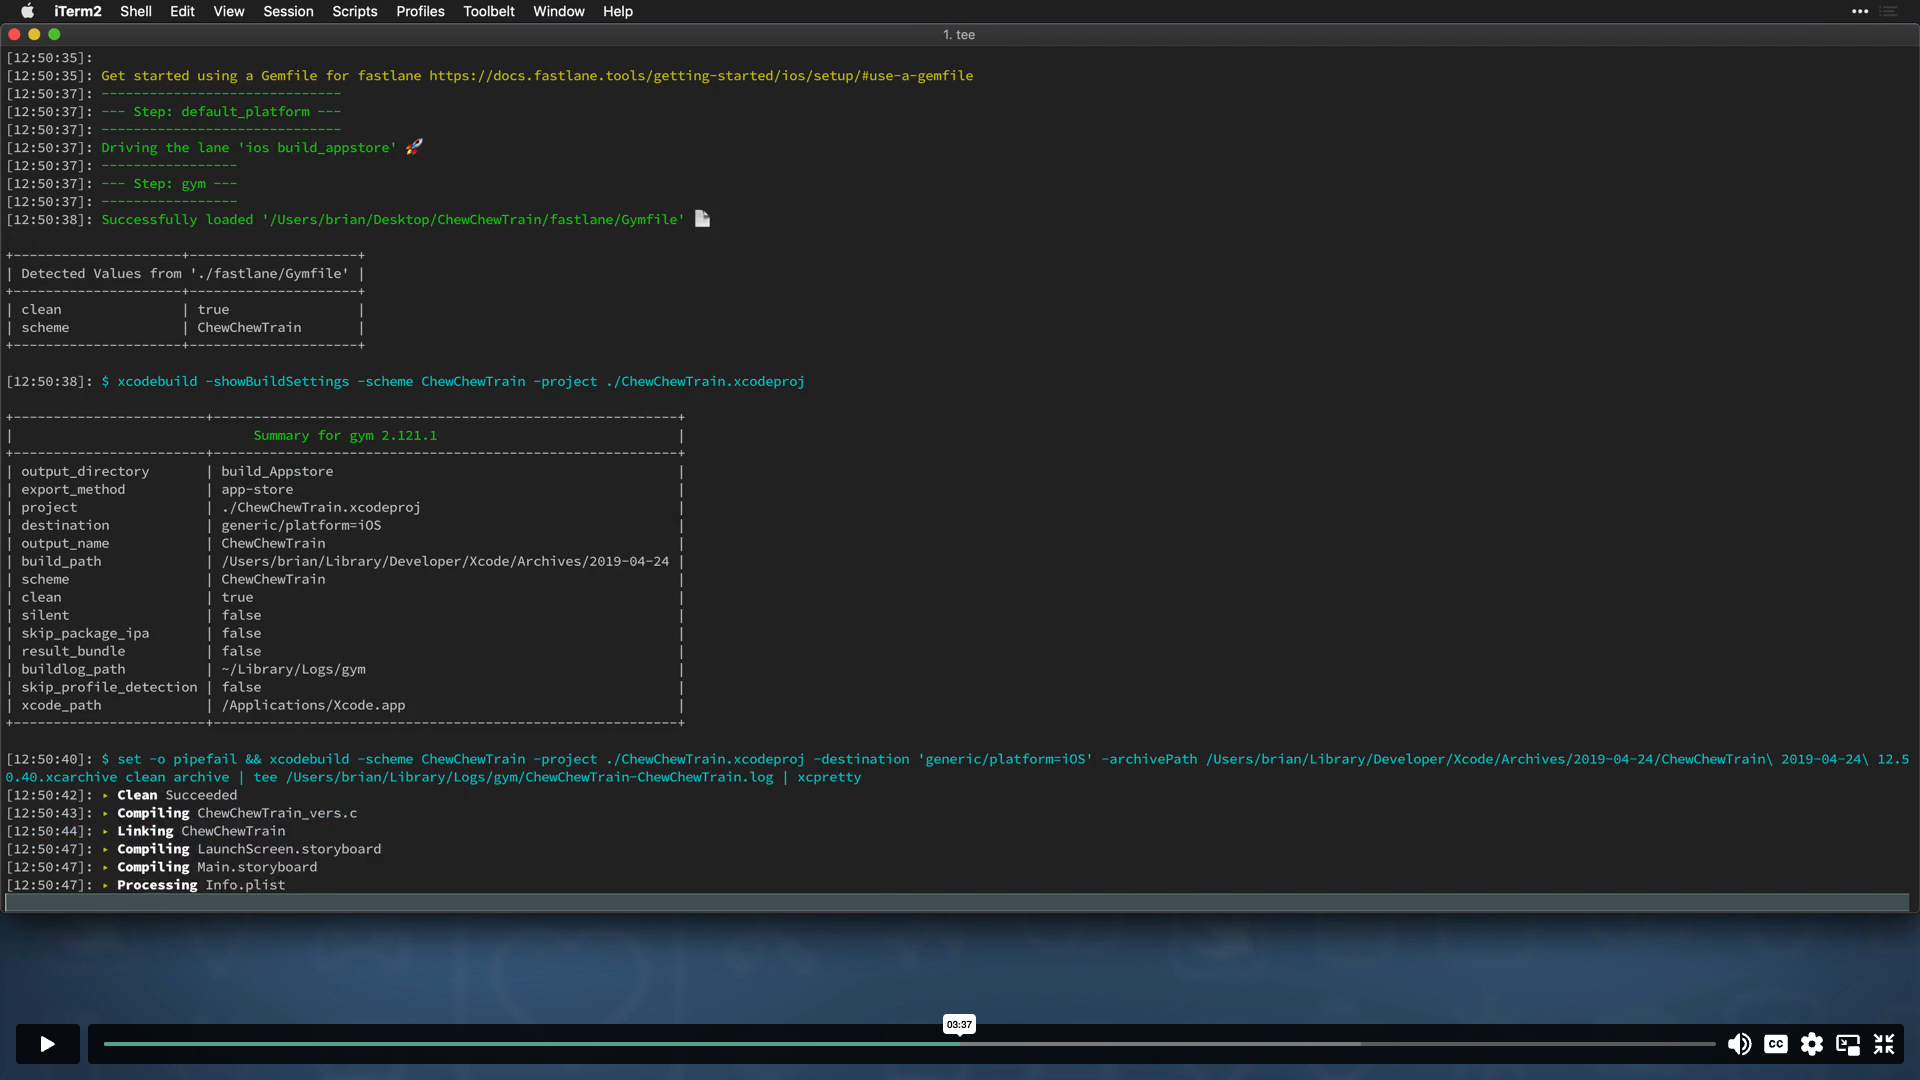 iTerm2 Shell Edit View Session Scripts Profiles Toolbelt Window Help
1. tee
[12:50:35]:
[12:50:35]: Get started using a Gemfile for fastlane https://docs.fastlane.tools/getting-started/ios/setup/#use-a-gemfile
[12:50:37]: ------------------------------
[12:50:37]: --- Step: default_platform ---
[12:50:37]: ------------------------------
[12:50:37]: Driving the lane 'ios build_appstore' 🚀
[12:50:37]: -----------------
[12:50:37]: --- Step: gym ---
[12:50:37]: -----------------
[12:50:38]: Successfully loaded '/Users/brian/Desktop/ChewChewTrain/fastlane/Gymfile' 📄
+---------------------+---------------------+
| Detected Values from './fastlane/Gymfile' |
+---------------------+---------------------+
| clean | true |
| scheme | ChewChewTrain |
+---------------------+---------------------+
[12:50:38]: $ xcodebuild -showBuildSettings -scheme ChewChewTrain -project ./ChewChewTrain.xcodeproj
+------------------------+----------------------------------------------------------+
| Summary for gym 2.121.1 |
+------------------------+----------------------------------------------------------+
| output_directory | build_Appstore |
| export_method | app-store |
| project | ./ChewChewTrain.xcodeproj |
| destination | generic/platform=iOS |
| output_name | ChewChewTrain |
| build_path | /Users/brian/Library/Developer/Xcode/Archives/2019-04-24 |
| scheme | ChewChewTrain |
| clean | true |
| silent | false |
| skip_package_ipa | false |
| result_bundle | false |
| buildlog_path | ~/Library/Logs/gym |
| skip_profile_detection | false |
| xcode_path | /Applications/Xcode.app |
+------------------------+----------------------------------------------------------+
[12:50:40]: $ set -o pipefail && xcodebuild -scheme ChewChewTrain -project ./ChewChewTrain.xcodeproj -destination 'generic/platform=iOS' -archivePath /Users/brian/Library/Developer/Xcode/Archives/2019-04-24/ChewChewTrain\ 2019-04-24\ 12.5
0.40.xcarchive clean archive | tee /Users/brian/Library/Logs/gym/ChewChewTrain-ChewChewTrain.log | xcpretty
[12:50:42]: ▸ Clean Succeeded
[12:50:43]: ▸ Compiling ChewChewTrain_vers.c
[12:50:44]: ▸ Linking ChewChewTrain
[12:50:47]: ▸ Compiling LaunchScreen.storyboard
[12:50:47]: ▸ Compiling Main.storyboard
[12:50:47]: ▸ Processing Info.plist
03:37
CC